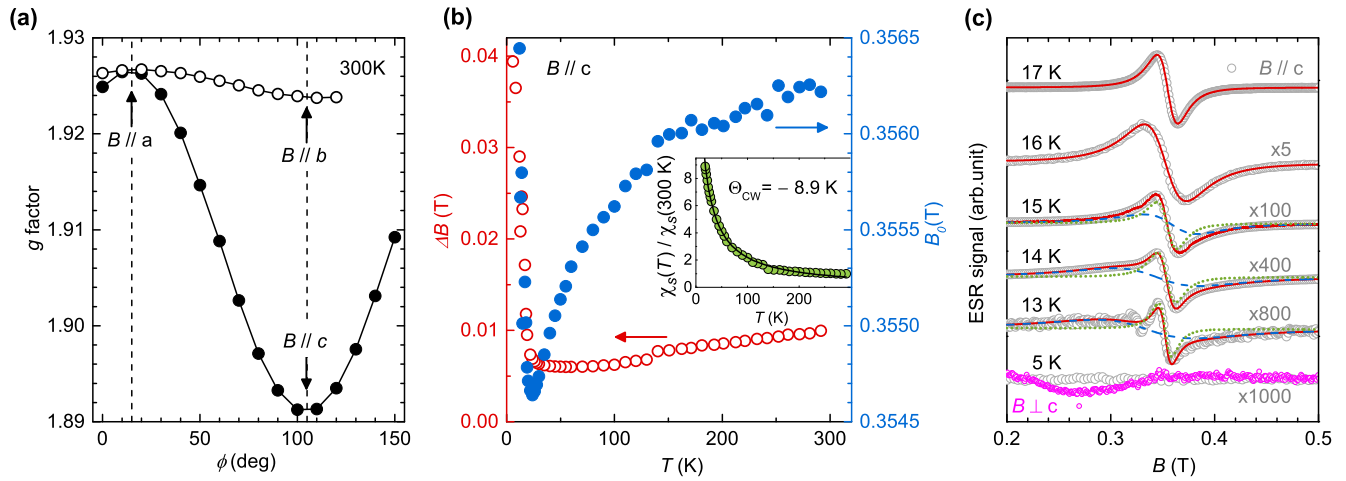 (a)
1.93
1.92
1.91
1.90
1.89
g factor
300K
B // a
B // b
B // c
0
50
100
150
ϕ (deg)
(b)
0.04
0.03
0.02
0.01
0.00
ΔB (T)
B // c
0.3565
0.3560
0.3555
0.3550
0.3545
B0(T)
0
100
200
300
T (K)
8
6
4
2
0
χS(T) / χS(300 K)
ΘCW= − 8.9 K
0
100
200
T (K)
(c)
ESR signal (arb.unit)
17 K
B // c
16 K
x5
15 K
x100
14 K
x400
13 K
x800
5 K
x1000
B ⊥ c
0.2
0.3
0.4
0.5
B (T)